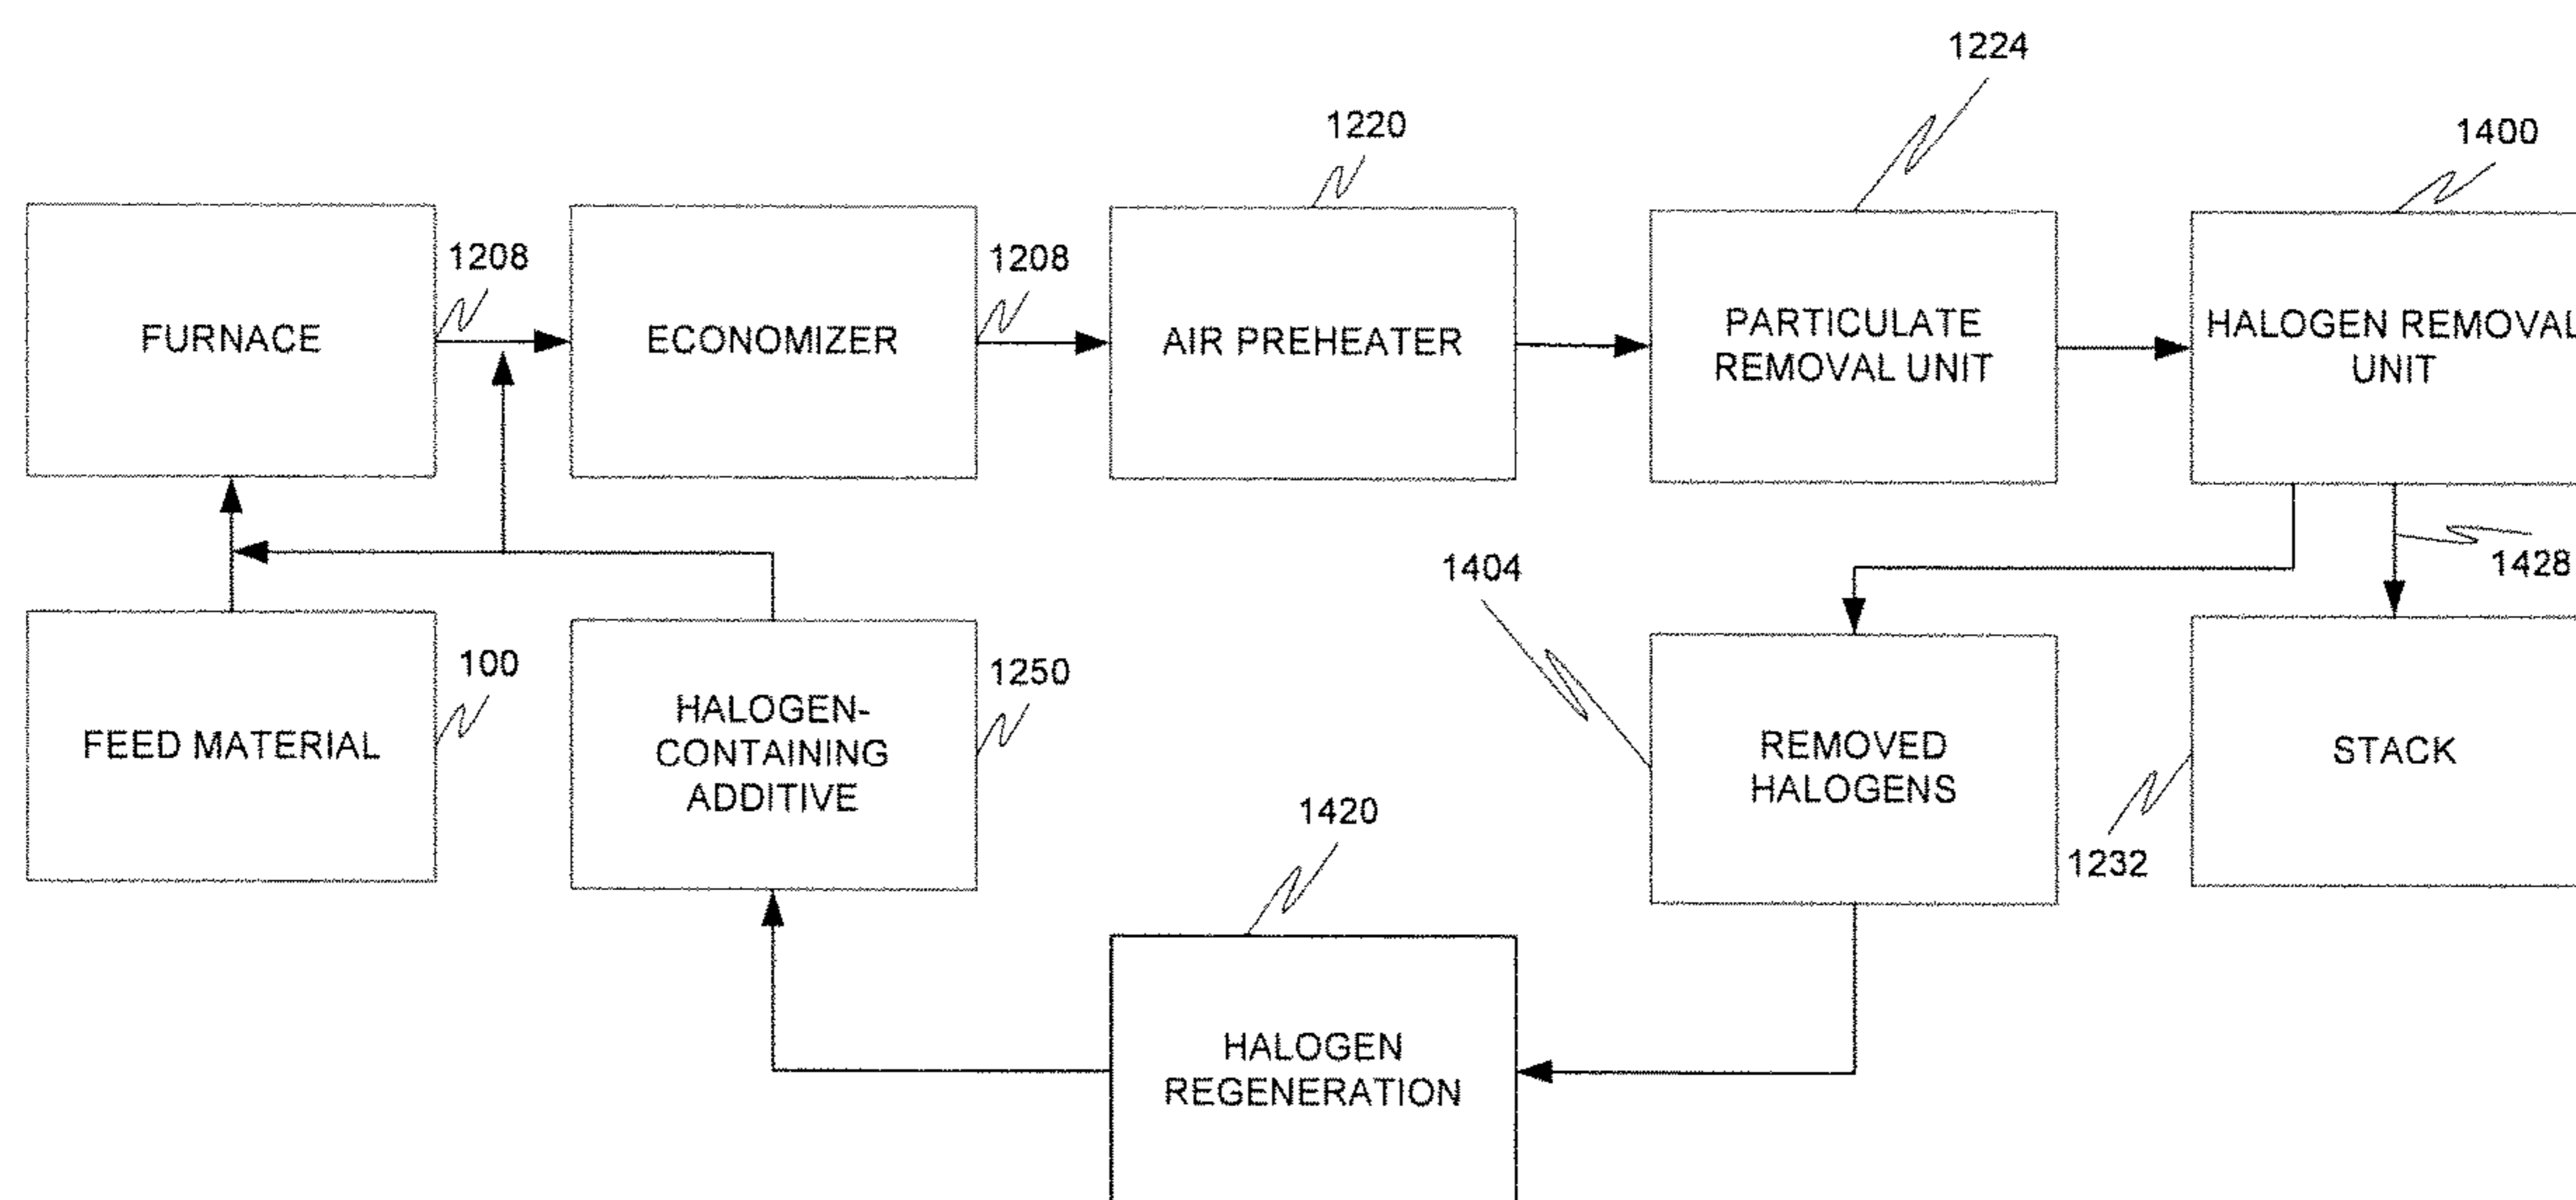 1224
1220
1400
1208
1208
FURNACE
ECONOMIZER
AIR PREHEATER
PARTICULATE
REMOVAL UNIT
HALOGEN REMOVAL
UNIT
1404
1428
100
1250
FEED MATERIAL
HALOGEN-
CONTAINING
ADDITIVE
REMOVED
HALOGENS
STACK
1420
1232
HALOGEN
REGENERATION